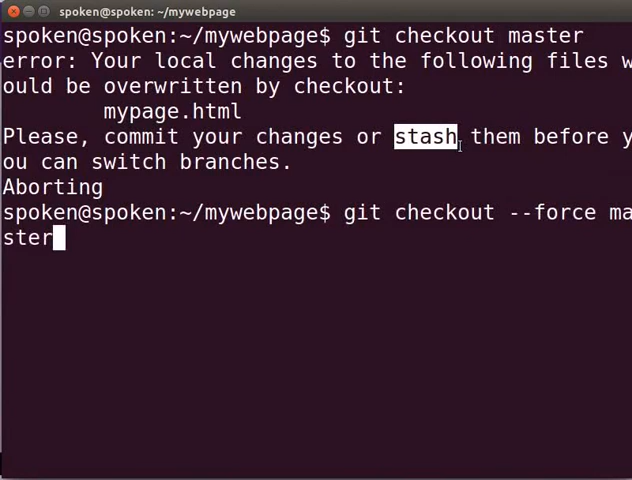 spoken@spoken: ~/mywebpage
spoken@spoken:~/mywebpage$ git checkout master
error: Your local changes to the following files w
ould be overwritten by checkout:
mypage.html
Please, commit your changes or stash them before y
ou can switch branches.
Aborting
spoken@spoken:~/mywebpage$ git checkout --force ma
ster